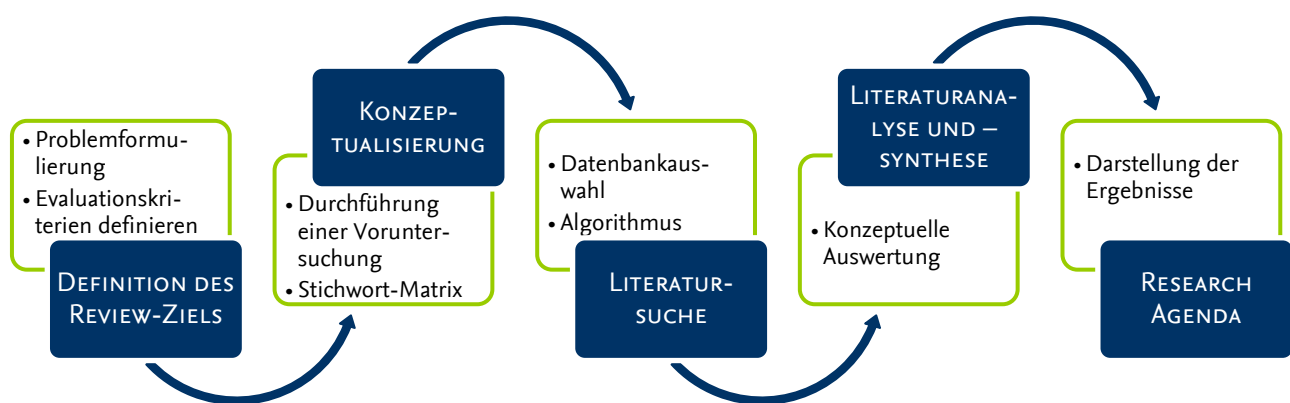 • Problemformu-
lierung
• Evaluationskri-
terien definieren
DEFINITION DES
REVIEW-ZIELS
KONZEP-
TUALISIERUNG
• Durchführung
einer Vorunter-
suchung
• Stichwort-Matrix
• Datenbankaus-
wahl
• Algorithmus
LITERATUR-
SUCHE
LITERATURANA-
LYSE UND –
SYNTHESE
• Konzeptuelle
Auswertung
• Darstellung der
Ergebnisse
RESEARCH
AGENDA